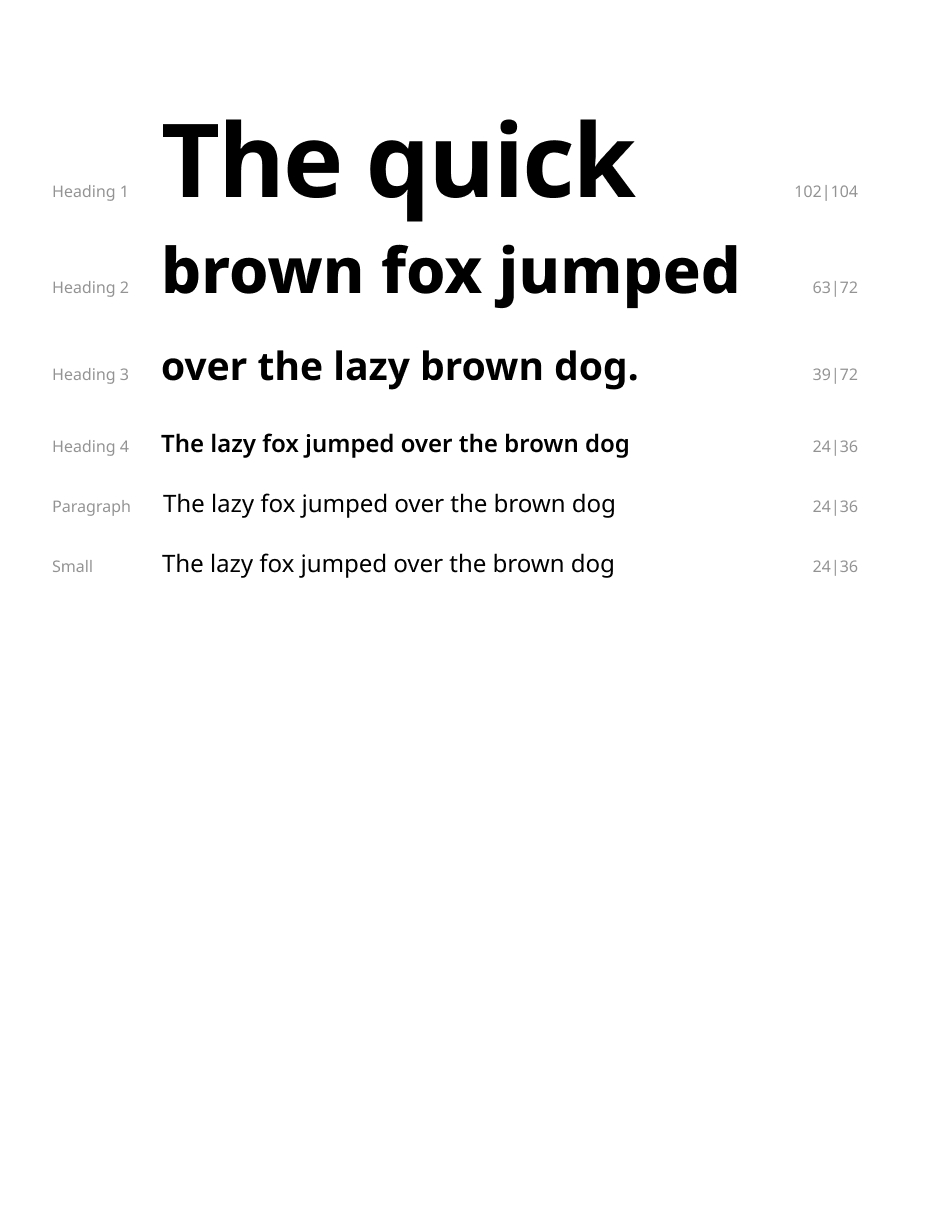 Heading 1 The quick 102|104
Heading 2 brown fox jumped 63|72
Heading 3 over the lazy brown dog. 39|72
Heading 4 The lazy fox jumped over the brown dog 24|36
Paragraph The lazy fox jumped over the brown dog 24|36
Small The lazy fox jumped over the brown dog 24|36